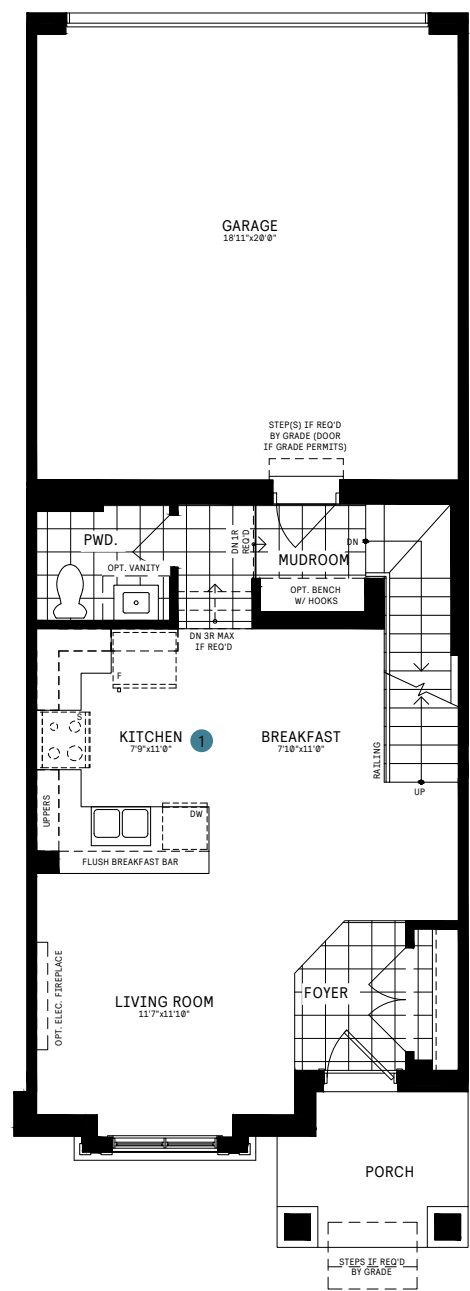 GARAGE
18'11"x20'0"
STEP(S) IF REQ'D
BY GRADE (DOOR
IF GRADE PERMITS)
PWD.
OPT. VANITY
DN 1R
REQ'D
MUDROOM
DN
OPT. BENCH
W/ HOOKS
DN 3R MAX
IF REQ'D
F
S
KITCHEN
7'9"x11'0"
1
BREAKFAST
7'10"x11'0"
RAILING
UP
UPPERS
DW
FLUSH BREAKFAST BAR
OPT. ELEC. FIREPLACE
LIVING ROOM
11'7"x11'10"
FOYER
PORCH
STEPS IF REQ'D
BY GRADE